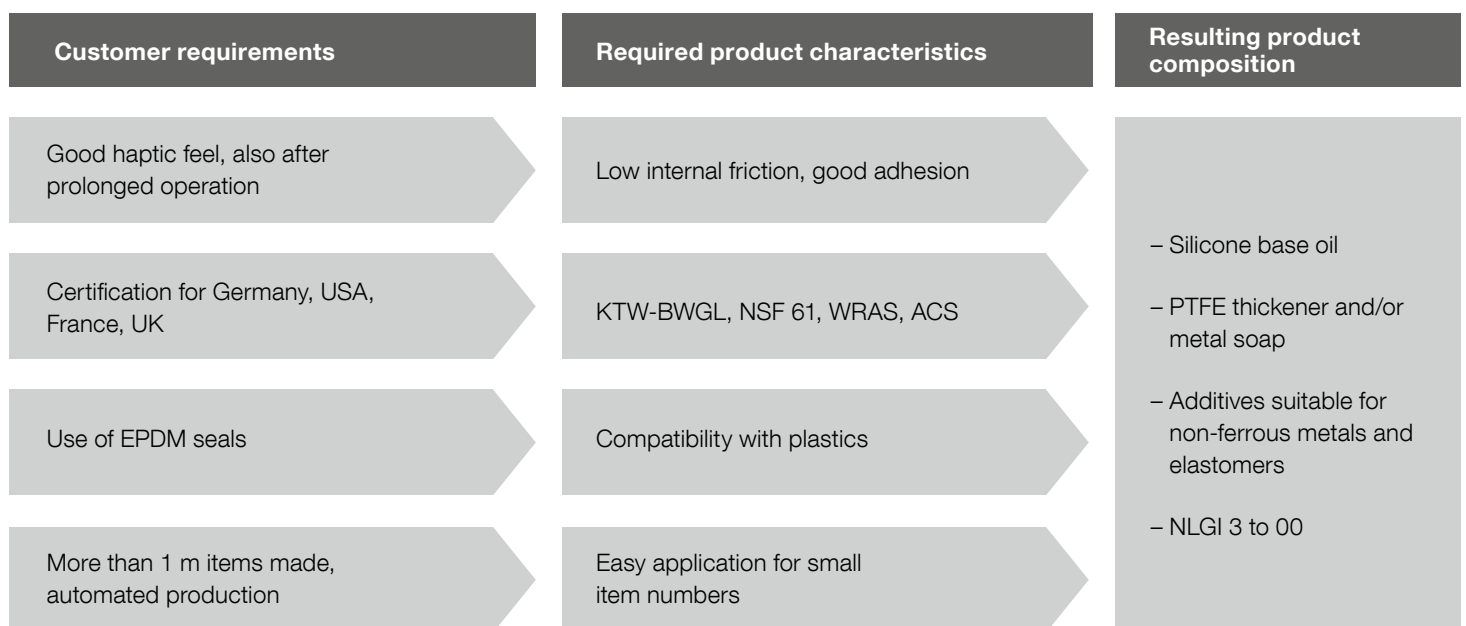 Customer requirements
Required product characteristics
Resulting product
composition
Good haptic feel, also after
prolonged operation
Low internal friction, good adhesion
Certification for Germany, USA,
France, UK
KTW-BWGL, NSF 61, WRAS, ACS
Use of EPDM seals
Compatibility with plastics
More than 1 m items made,
automated production
Easy application for small
item numbers
– Silicone base oil
– PTFE thickener and/or
metal soap
– Additives suitable for
non-ferrous metals and
elastomers
– NLGI 3 to 00